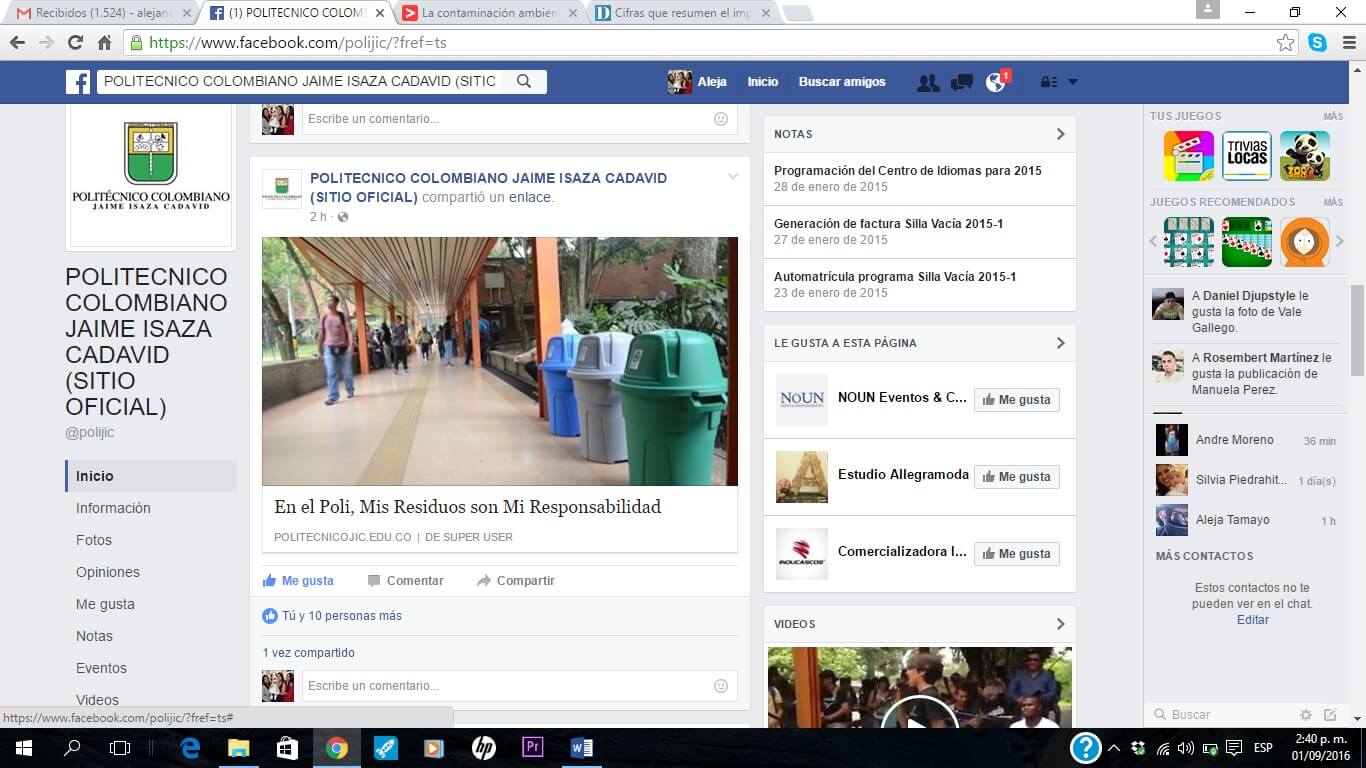 Recibidos (1.524) - alejand
(1) POLITECNICO COLOMB
La contaminación ambien
Cifras que resumen el imp
https://www.facebook.com/polijic/?fref=ts
POLITECNICO COLOMBIANO JAIME ISAZA CADAVID (SITIO
Aleja
Inicio
Buscar amigos
1
POLITÉCNICO COLOMBIANO
JAIME ISAZA CADAVID
POLITECNICO
COLOMBIANO
JAIME ISAZA
CADAVID
(SITIO
OFICIAL)
@polijic
Inicio
Información
Fotos
Opiniones
Me gusta
Notas
Eventos
Videos
https://www.facebook.com/polijic/?fref=ts#
Escribe un comentario...
POLITECNICO COLOMBIANO JAIME ISAZA CADAVID
(SITIO OFICIAL) compartió un enlace.
2 h ·
En el Poli, Mis Residuos son Mi Responsabilidad
POLITECNICOJIC.EDU.CO | DE SUPER USER
Me gusta
Comentar
Compartir
Tú y 10 personas más
1 vez compartido
Escribe un comentario...
NOTAS
Programación del Centro de Idiomas para 2015
28 de enero de 2015
Generación de factura Silla Vacía 2015-1
27 de enero de 2015
Automatrícula programa Silla Vacía 2015-1
23 de enero de 2015
LE GUSTA A ESTA PÁGINA
NOUN
NOUN Eventos & C...
Me gusta
Estudio Allegramoda
Me gusta
INDUCASCOS
Comercializadora I...
Me gusta
VIDEOS
TUS JUEGOS
MÁS
TRIVIAS
LOCAS
JUEGOS RECOMENDADOS
MÁS
A Daniel Djupstyle le
gusta la foto de Vale
Gallego.
A Rosembert Martínez le
gusta la publicación de
Manuela Perez.
Andre Moreno
36 min
Silvia Piedrahit...
1 día(s)
Aleja Tamayo
1 h
MÁS CONTACTOS
Estos contactos no te
pueden ver en el chat.
Editar
Buscar
hp
Pr
ESP
2:40 p. m.
01/09/2016